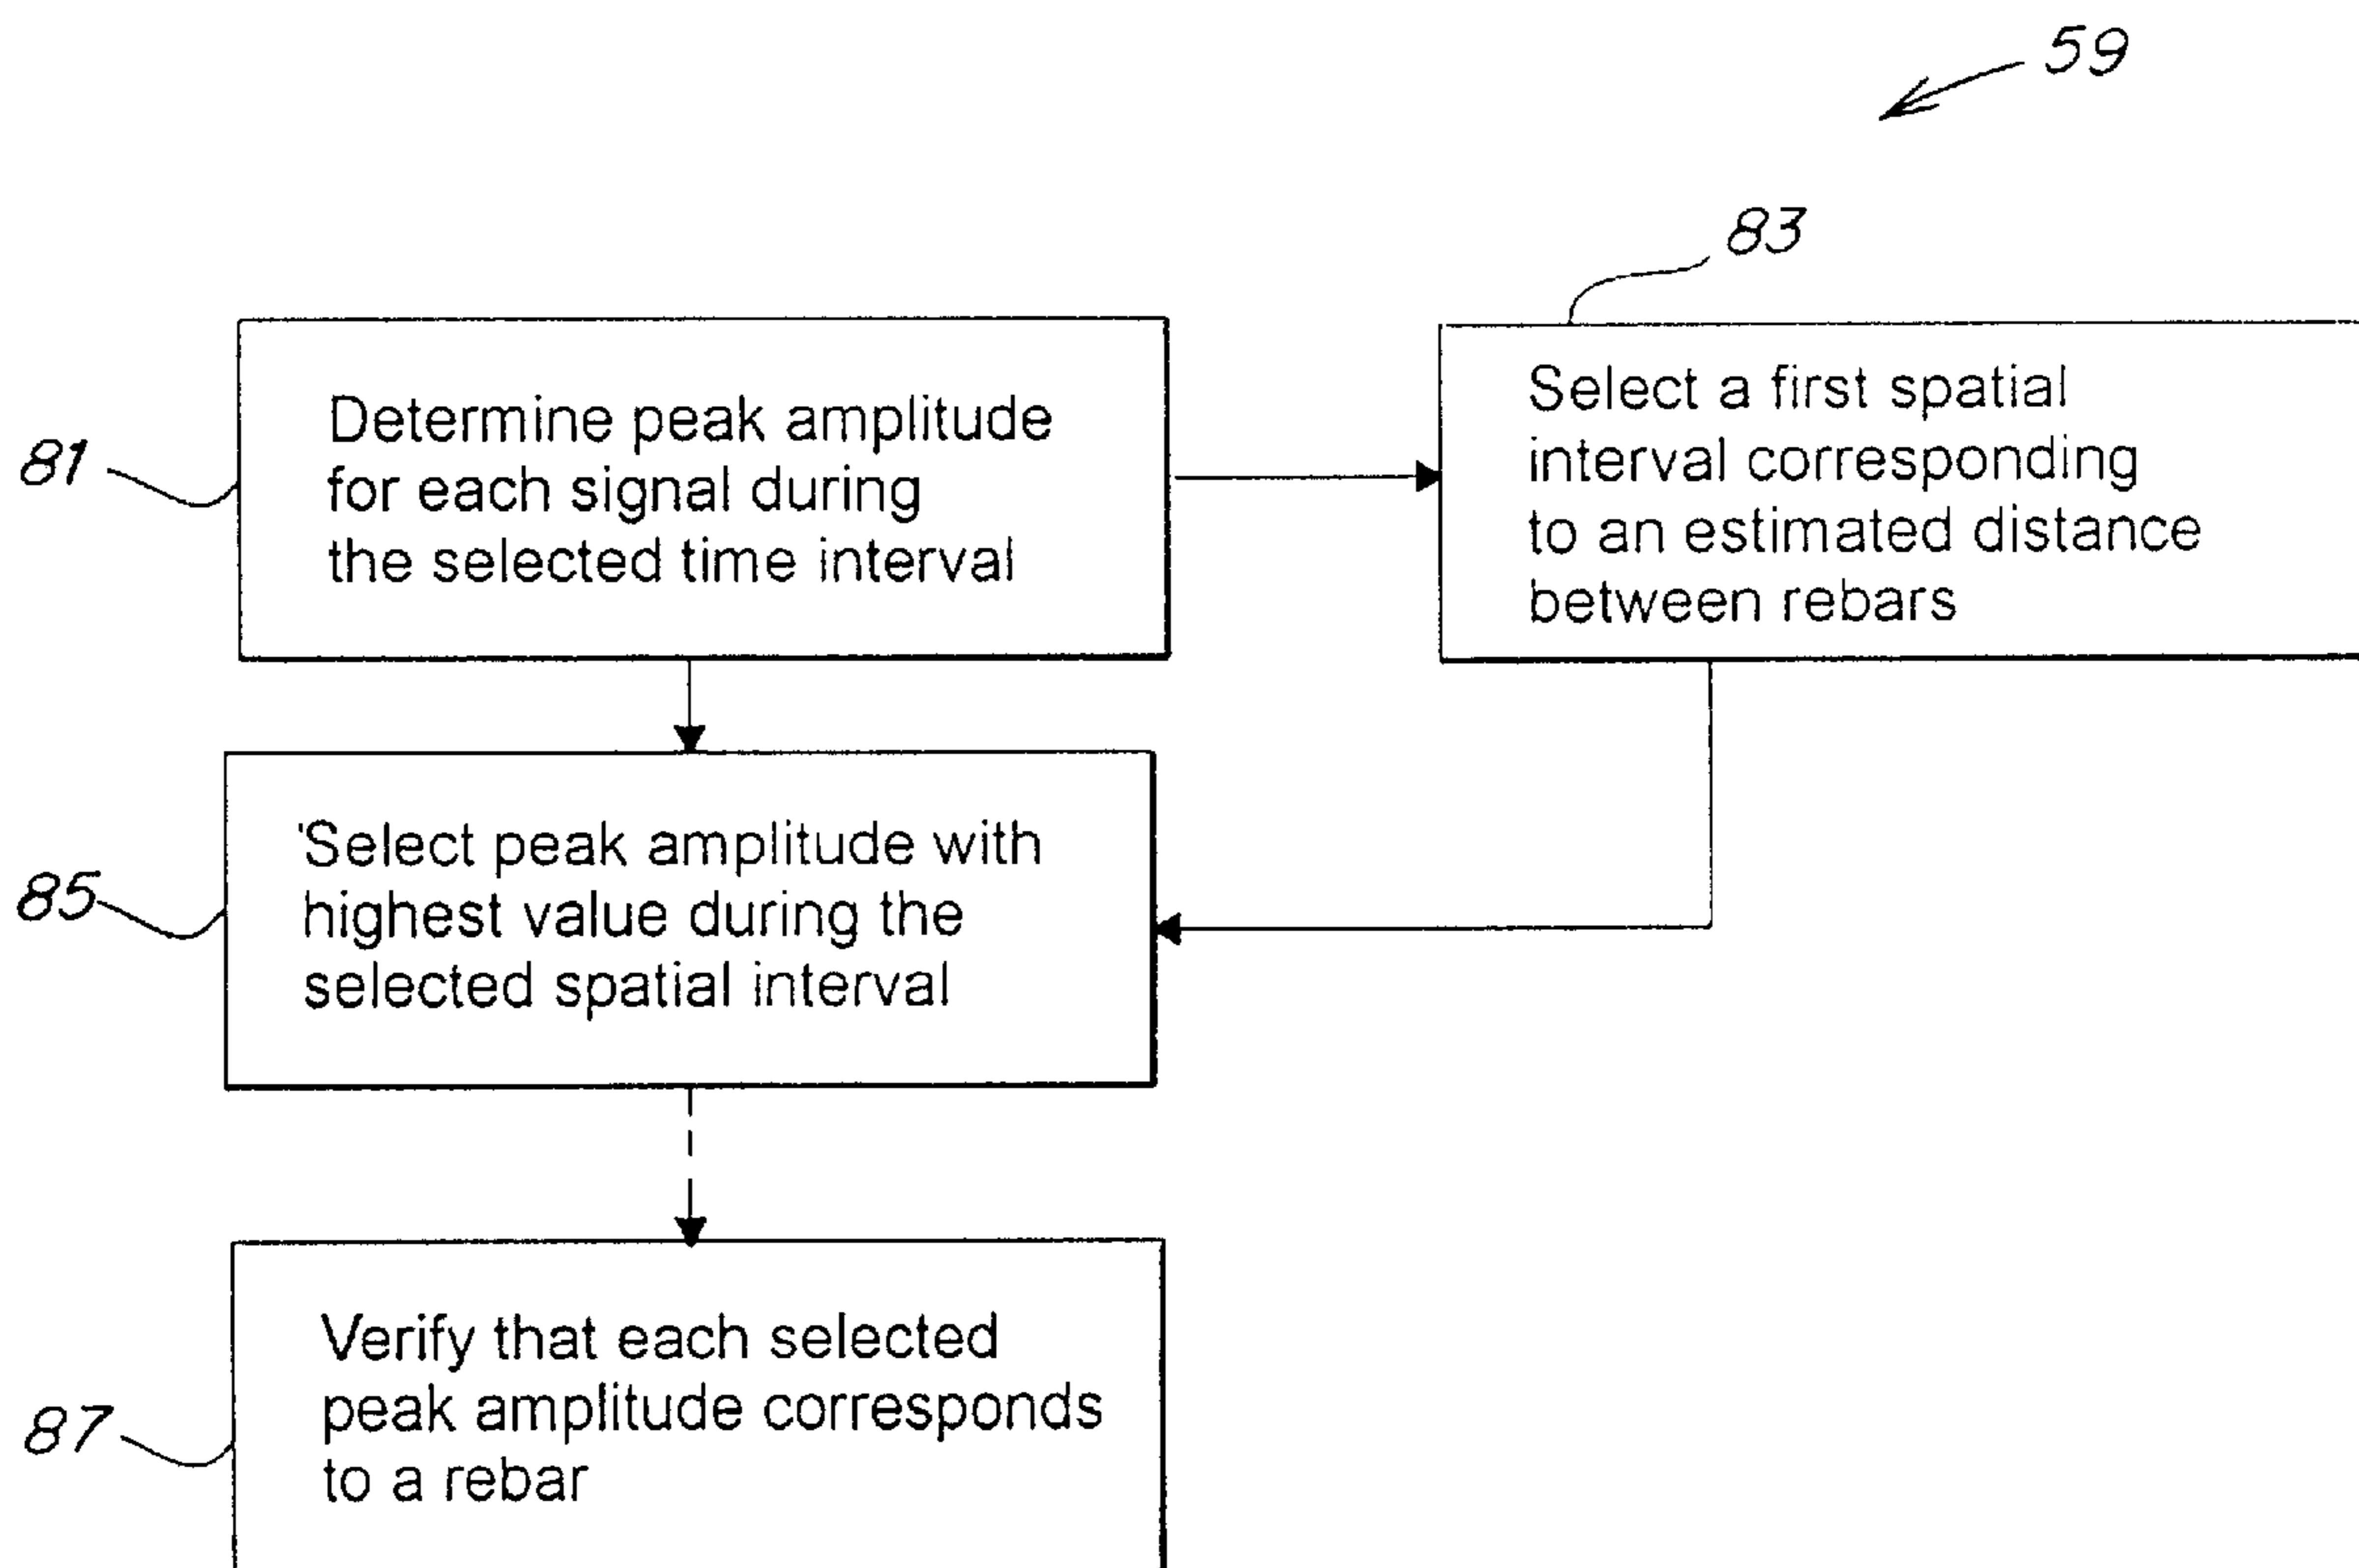 59
83
81
Determine peak amplitude
for each signal during
the selected time interval
Select a first spatial
interval corresponding
to an estimated distance
between rebars
85
Select peak amplitude with
highest value during the
selected spatial interval
87
Verify that each selected
peak amplitude corresponds
to a rebar